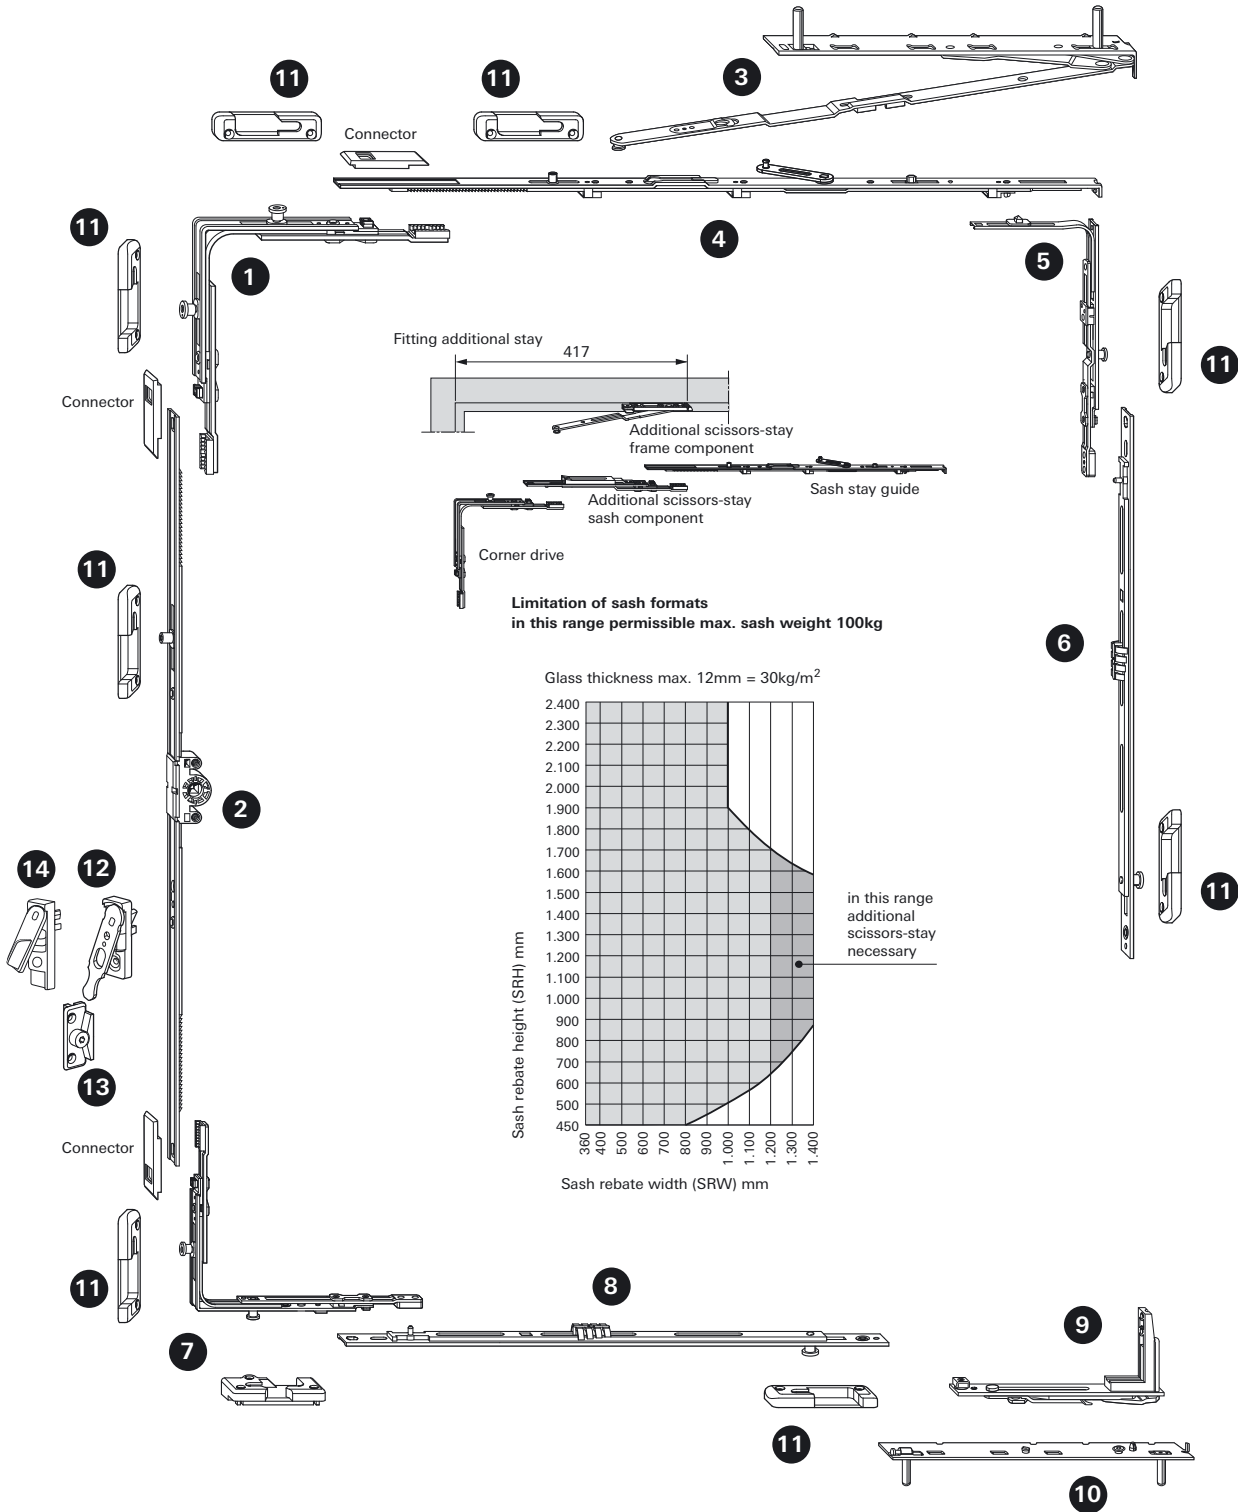 3
11
11
Connector
11
4
5
1
11
Fitting additional stay
417
Connector
Additional scissors-stay
frame component
Sash stay guide
Additional scissors-stay
sash component
Corner drive
11
Limitation of sash formats
in this range permissible max. sash weight 100kg
6
Glass thickness max. 12mm = 30kg/m²
2.400
2.300
2.200
2.100
2.000
1.900
1.800
1.700
1.600
1.500
1.400
1.300
1.200
1.100
1.000
900
800
700
600
500
450
Sash rebate height (SRH) mm
360
400
500
600
700
800
900
1.000
1.100
1.200
1.300
1.400
Sash rebate width (SRW) mm
in this range
additional
scissors-stay
necessary
2
14
12
11
13
Connector
11
8
9
7
11
10